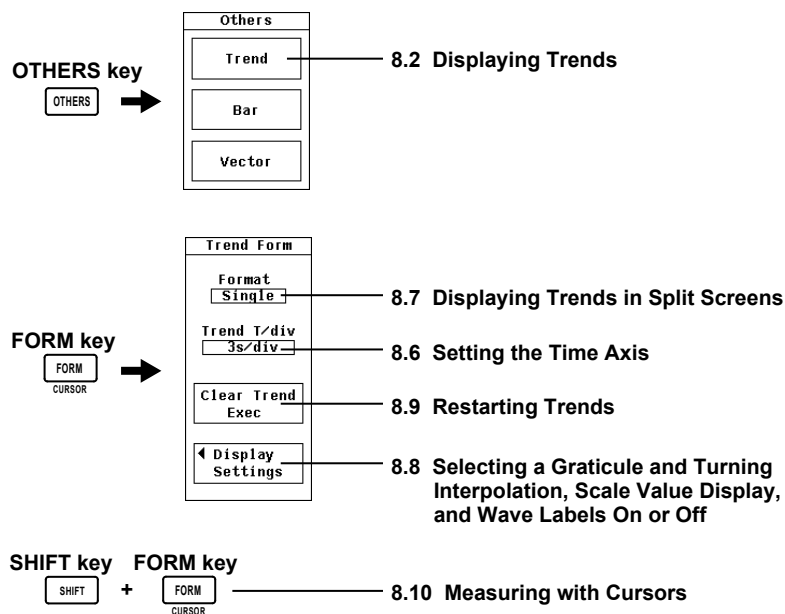 Others
Trend
8.2 Displaying Trends
OTHERS key
OTHERS
Bar
Vector
Trend Form
Format
Single
8.7 Displaying Trends in Split Screens
Trend T/div
3s/div
8.6 Setting the Time Axis
FORM key
FORM
CURSOR
Clear Trend
Exec
8.9 Restarting Trends
Display
Settings
8.8 Selecting a Graticule and Turning
Interpolation, Scale Value Display,
and Wave Labels On or Off
SHIFT key FORM key
SHIFT + FORM
CURSOR
8.10 Measuring with Cursors